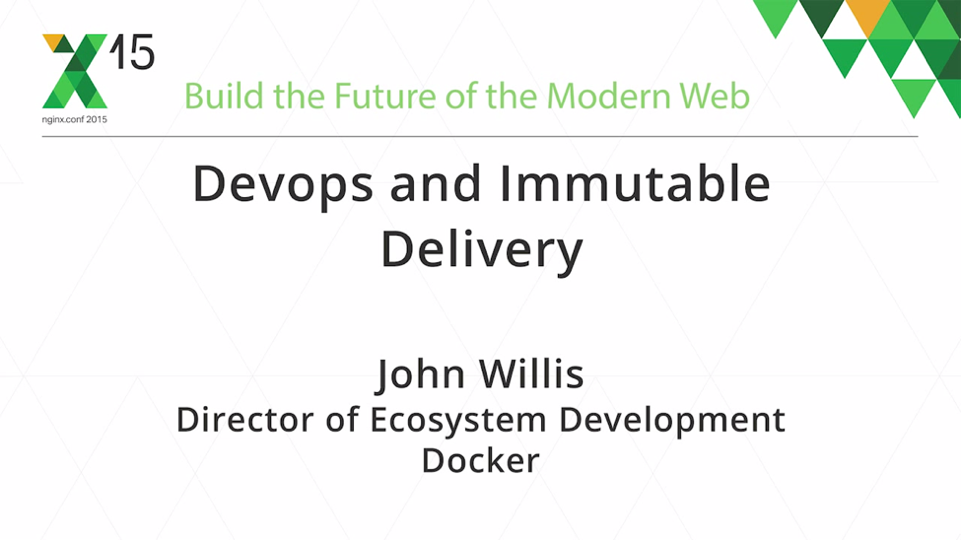 15
Build the Future of the Modern Web
nginx.conf 2015
Devops and Immutable
Delivery
John Willis
Director of Ecosystem Development
Docker